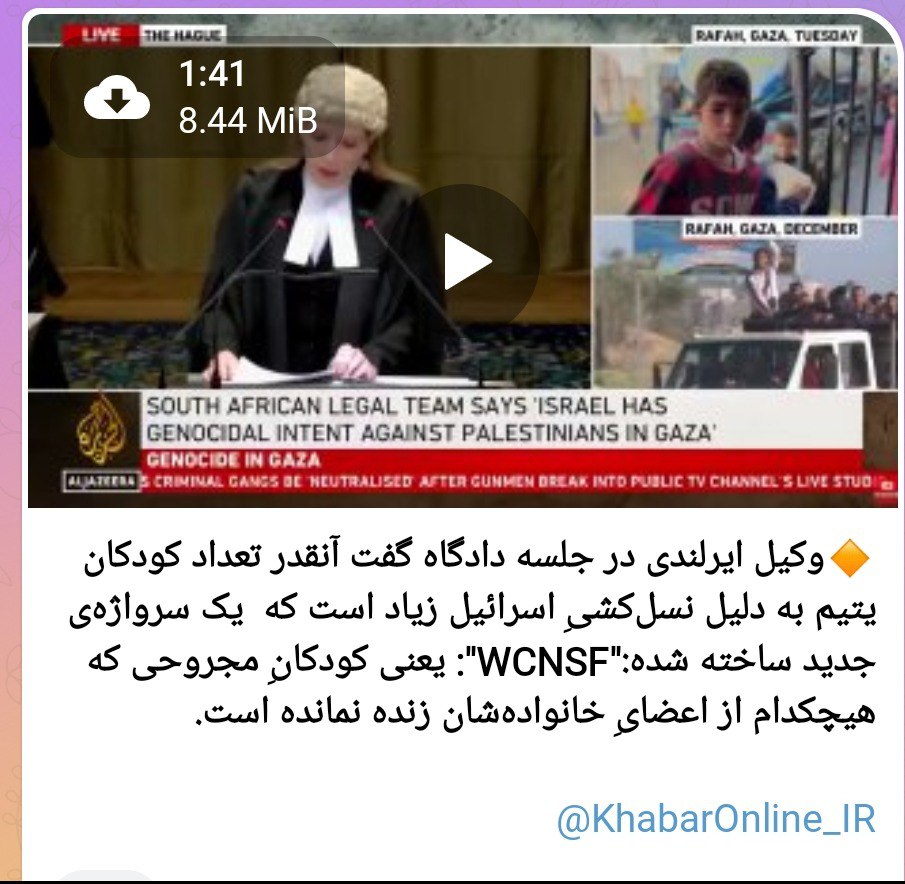 LIVE THE HAGUE
RAFAH, GAZA, TUESDAY
1:41
8.44 MiB
RAFAH, GAZA, DECEMBER
SOUTH AFRICAN LEGAL TEAM SAYS 'ISRAEL HAS
GENOCIDAL INTENT AGAINST PALESTINIANS IN GAZA'
GENOCIDE IN GAZA
ALJAZEERA S CRIMINAL GANGS BE 'NEUTRALISED' AFTER GUNMEN BREAK INTO PUBLIC TV CHANNEL'S LIVE STUD
🔶وکیل ایرلندی در جلسه دادگاه گفت آنقدر تعداد کودکان
یتیم به دلیل نسل‌کشیِ اسرائیل زیاد است که یک سرواژه‌ی
جدید ساخته شده:"WCNSF": یعنی کودکانِ مجروحی که
هیچکدام از اعضایِ خانواده‌شان زنده نمانده است.
@KhabarOnline_IR